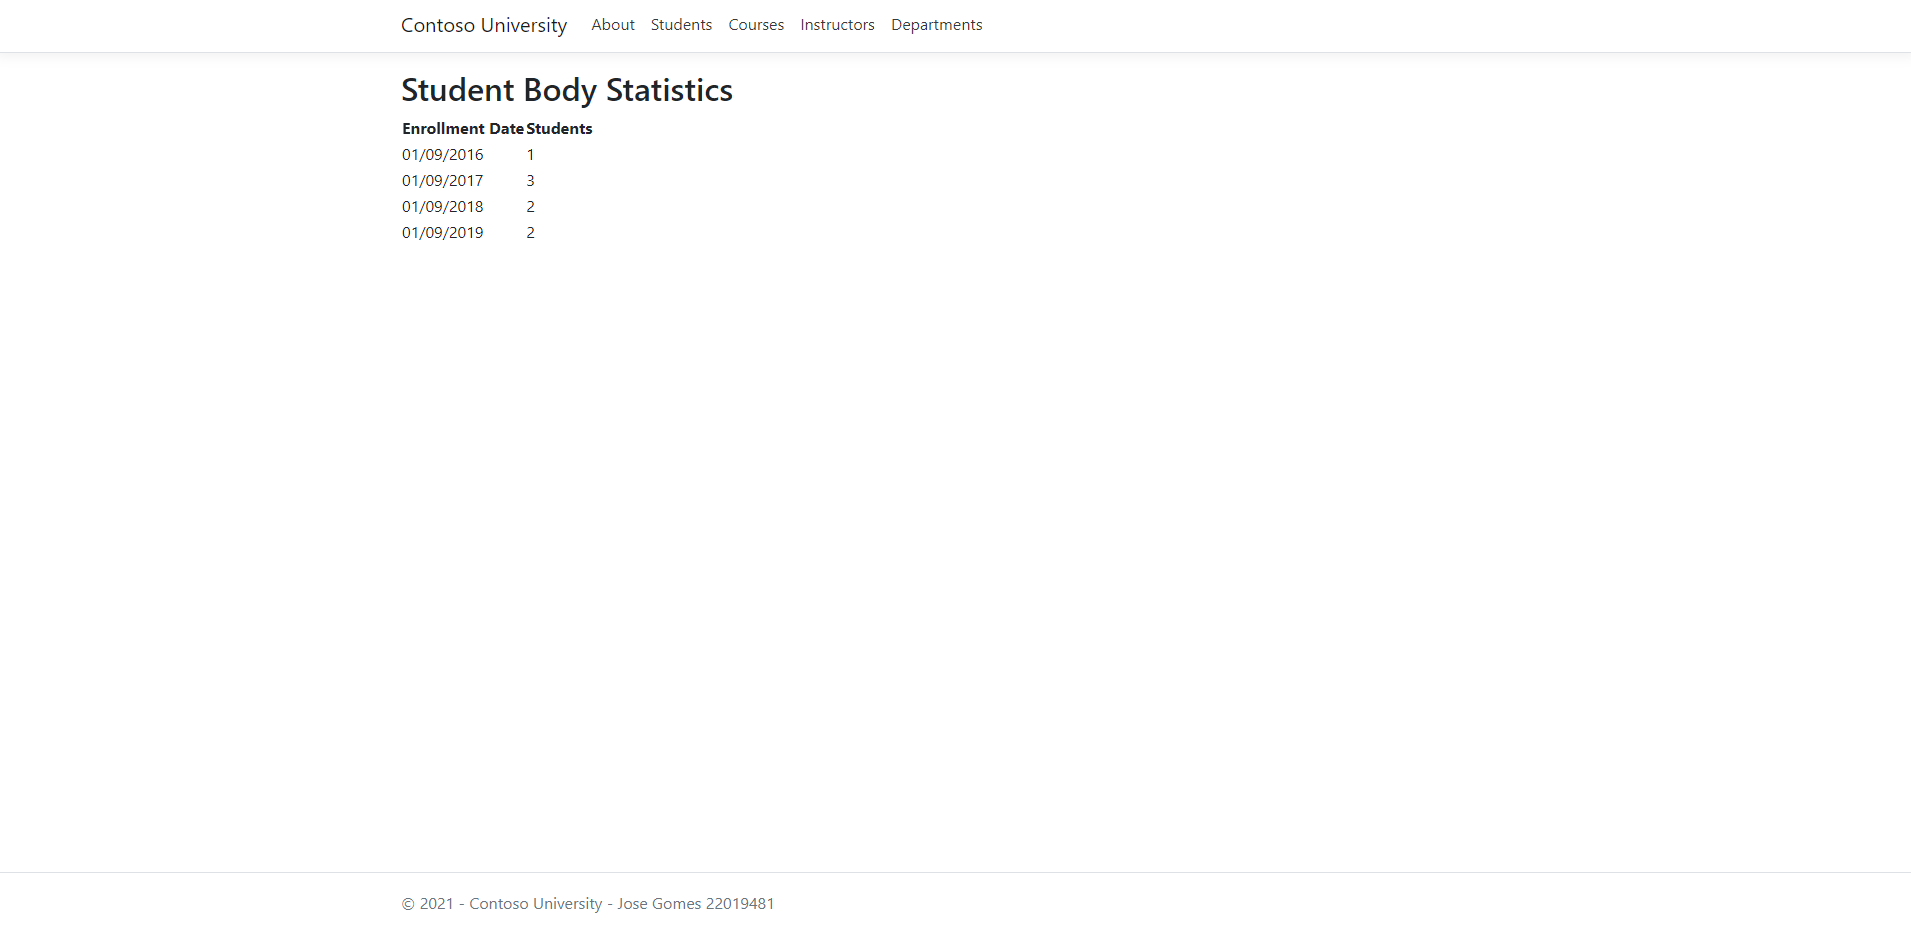 Contoso University About Students Courses Instructors Departments
Student Body Statistics
Enrollment Date Students
01/09/2016 1
01/09/2017 3
01/09/2018 2
01/09/2019 2
© 2021 - Contoso University - Jose Gomes 22019481